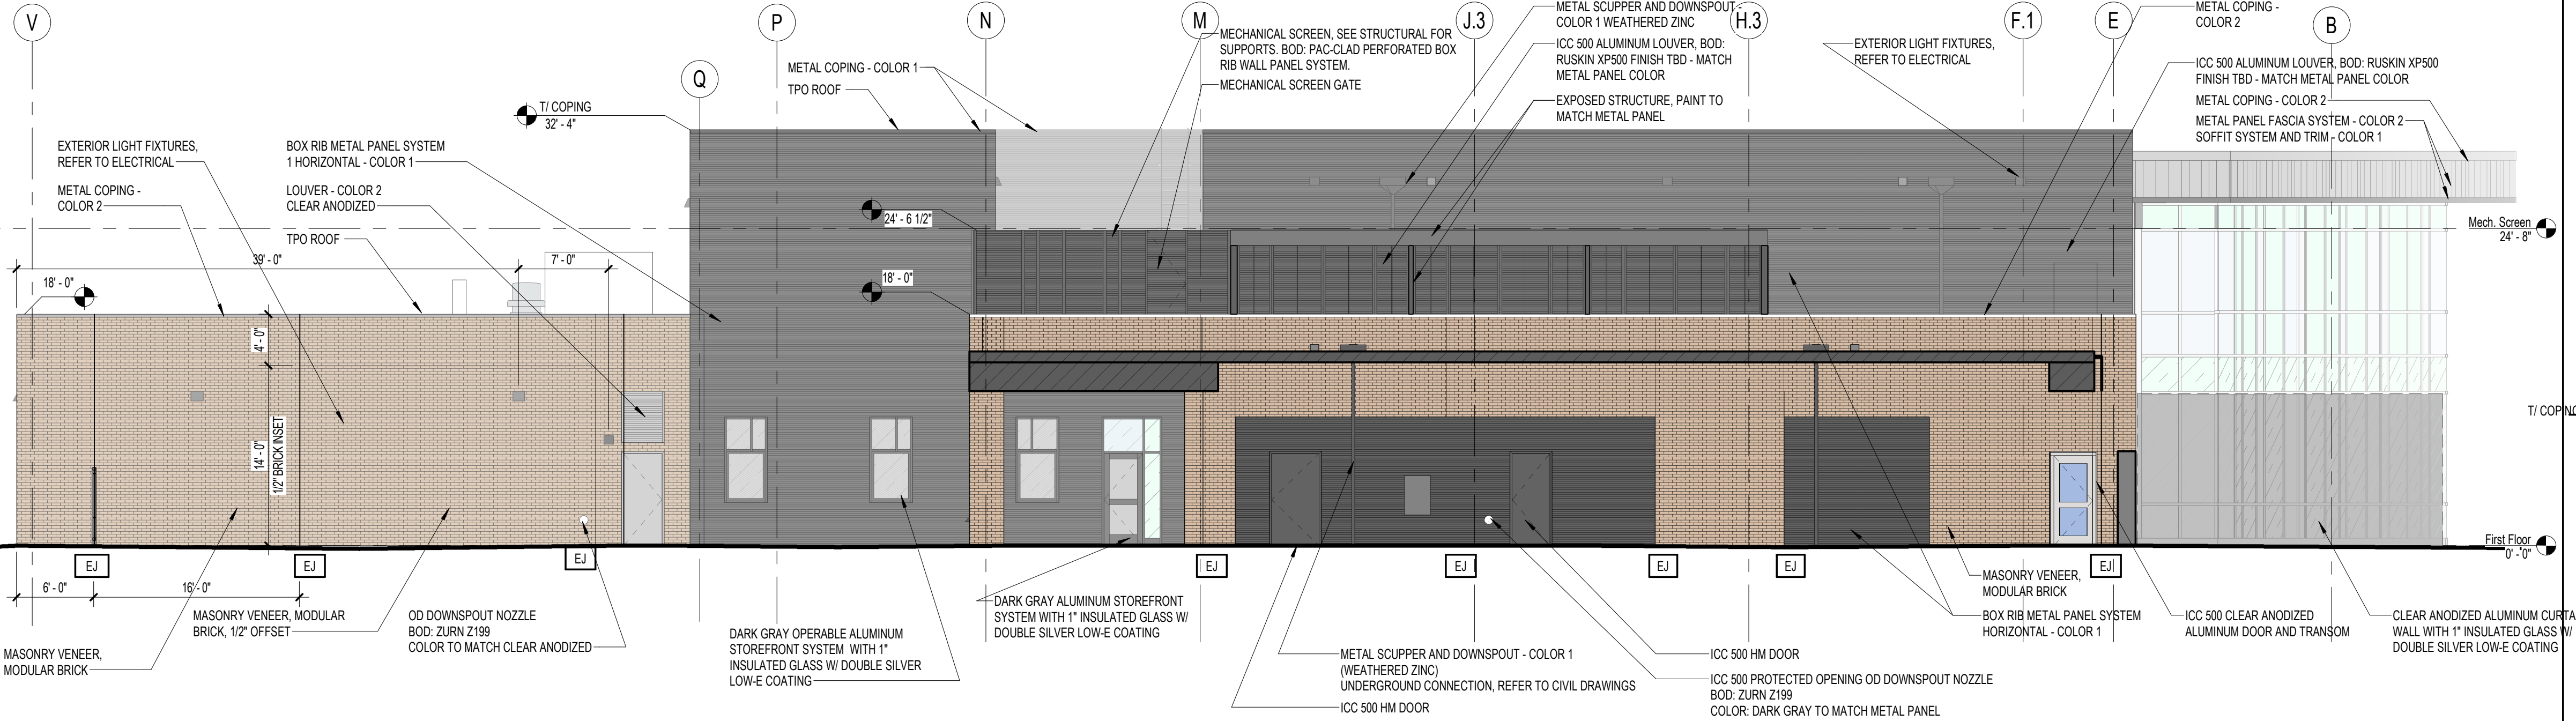 V
P
N
M
J.3
H.3
F.1
E
B
Q
METAL SCUPPER AND DOWNSPOUT -
COLOR 1 WEATHERED ZINC
METAL COPING -
COLOR 2
MECHANICAL SCREEN, SEE STRUCTURAL FOR
SUPPORTS. BOD: PAC-CLAD PERFORATED BOX
RIB WALL PANEL SYSTEM.
MECHANICAL SCREEN GATE
ICC 500 ALUMINUM LOUVER, BOD:
RUSKIN XP500 FINISH TBD - MATCH
METAL PANEL COLOR
EXPOSED STRUCTURE, PAINT TO
MATCH METAL PANEL
EXTERIOR LIGHT FIXTURES,
REFER TO ELECTRICAL
ICC 500 ALUMINUM LOUVER, BOD: RUSKIN XP500
FINISH TBD - MATCH METAL PANEL COLOR
METAL COPING - COLOR 2
METAL PANEL FASCIA SYSTEM - COLOR 2
SOFFIT SYSTEM AND TRIM - COLOR 1
METAL COPING - COLOR 1
TPO ROOF
T/ COPING
32' - 4"
EXTERIOR LIGHT FIXTURES,
REFER TO ELECTRICAL
METAL COPING -
COLOR 2
BOX RIB METAL PANEL SYSTEM
1 HORIZONTAL - COLOR 1
LOUVER - COLOR 2
CLEAR ANODIZED
TPO ROOF
24' - 6 1/2"
Mech. Screen
24' - 8"
39' - 0"
7' - 0"
18' - 0"
18' - 0"
4' - 0"
14' - 0"
1/2" BRICK INSET
T/ COPING
First Floor
0' - 0"
EJ
EJ
EJ
EJ
EJ
EJ
EJ
EJ
6' - 0"
16' - 0"
MASONRY VENEER,
MODULAR BRICK
MASONRY VENEER, MODULAR
BRICK, 1/2" OFFSET
OD DOWNSPOUT NOZZLE
BOD: ZURN Z199
COLOR TO MATCH CLEAR ANODIZED
DARK GRAY OPERABLE ALUMINUM
STOREFRONT SYSTEM WITH 1"
INSULATED GLASS W/ DOUBLE SILVER
LOW-E COATING
DARK GRAY ALUMINUM STOREFRONT
SYSTEM WITH 1" INSULATED GLASS W/
DOUBLE SILVER LOW-E COATING
METAL SCUPPER AND DOWNSPOUT - COLOR 1
(WEATHERED ZINC)
UNDERGROUND CONNECTION, REFER TO CIVIL DRAWINGS
ICC 500 HM DOOR
ICC 500 HM DOOR
ICC 500 PROTECTED OPENING OD DOWNSPOUT NOZZLE
BOD: ZURN Z199
COLOR: DARK GRAY TO MATCH METAL PANEL
MASONRY VENEER,
MODULAR BRICK
BOX RIB METAL PANEL SYSTEM
HORIZONTAL - COLOR 1
ICC 500 CLEAR ANODIZED
ALUMINUM DOOR AND TRANSOM
CLEAR ANODIZED ALUMINUM CURTA
WALL WITH 1" INSULATED GLASS W/
DOUBLE SILVER LOW-E COATING